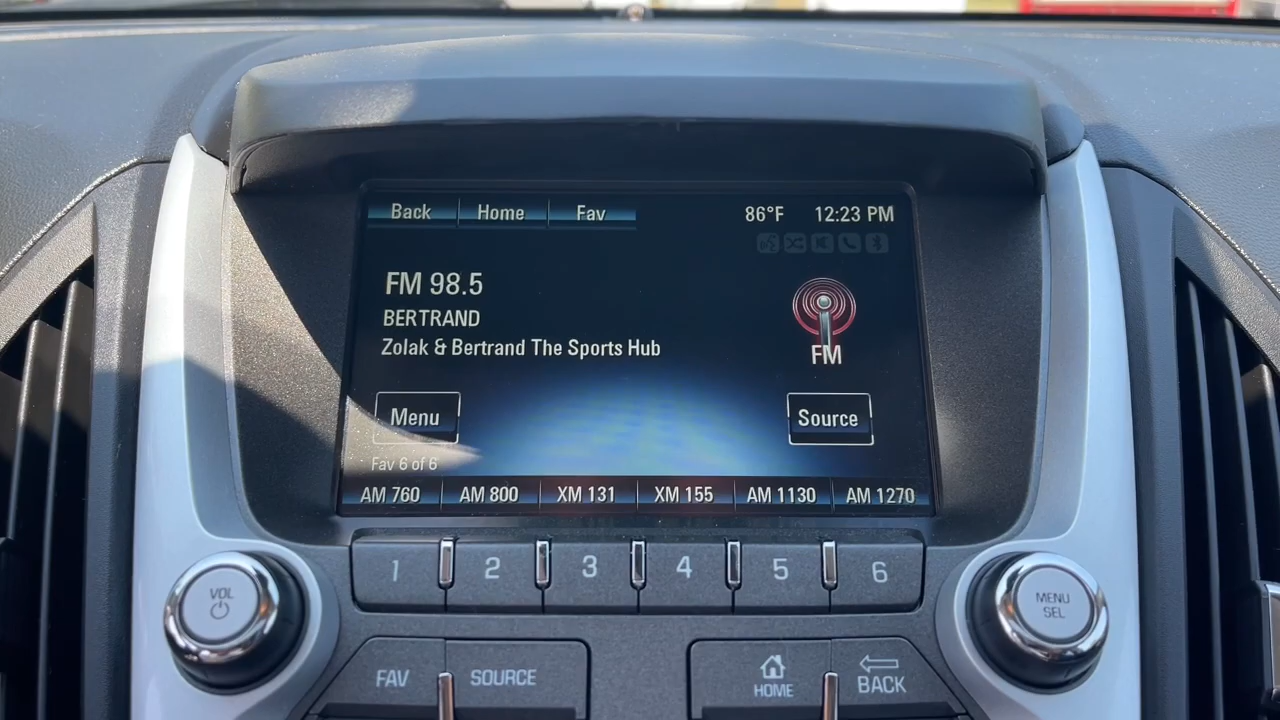 Back Home Fav 86°F 12:23 PM
FM 98.5
BERTRAND
Zolak & Bertrand The Sports Hub
FM
Menu Source
Fav 6 of 6
AM 760 AM 800 XM 131 XM 155 AM 1130 AM 1270
1 2 3 4 5 6
VOL
MENU
SEL
FAV SOURCE HOME BACK